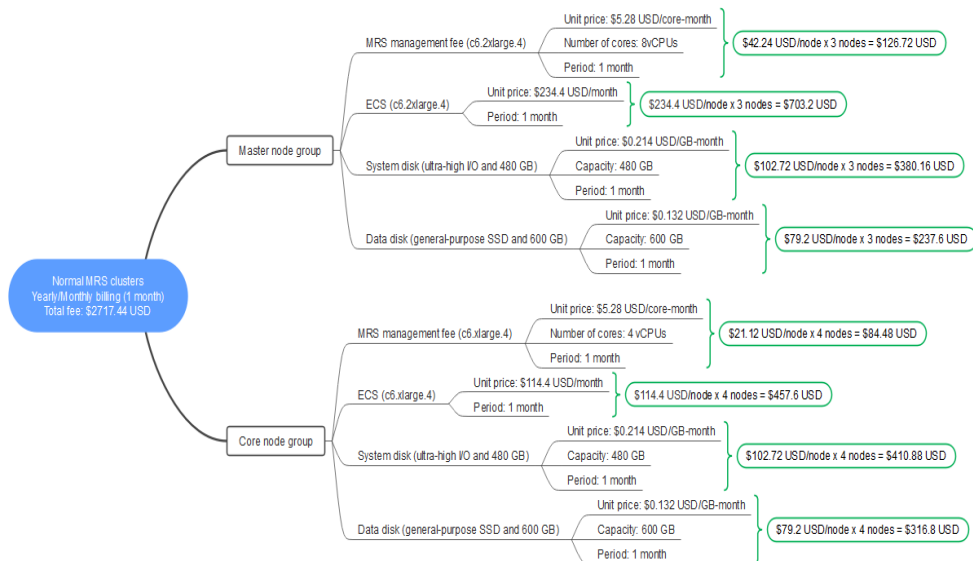 Normal MRS clusters
Yearly/Monthly billing (1 month)
Total fee: $2717.44 USD
Master node group
MRS management fee (c6.2xlarge.4)
Unit price: $5.28 USD/core-month
Number of cores: 8vCPUs
Period: 1 month
$42.24 USD/node x 3 nodes = $126.72 USD
ECS (c6.2xlarge.4)
Unit price: $234.4 USD/month
Period: 1 month
$234.4 USD/node x 3 nodes = $703.2 USD
System disk (ultra-high I/O and 480 GB)
Unit price: $0.214 USD/GB-month
Capacity: 480 GB
Period: 1 month
$102.72 USD/node x 3 nodes = $380.16 USD
Data disk (general-purpose SSD and 600 GB)
Unit price: $0.132 USD/GB-month
Capacity: 600 GB
Period: 1 month
$79.2 USD/node x 3 nodes = $237.6 USD
Core node group
MRS management fee (c6.xlarge.4)
Unit price: $5.28 USD/core-month
Number of cores: 4 vCPUs
Period: 1 month
$21.12 USD/node x 4 nodes = $84.48 USD
ECS (c6.xlarge.4)
Unit price: $114.4 USD/month
Period: 1 month
$114.4 USD/node x 4 nodes = $457.6 USD
System disk (ultra-high I/O and 480 GB)
Unit price: $0.214 USD/GB-month
Capacity: 480 GB
Period: 1 month
$102.72 USD/node x 4 nodes = $410.88 USD
Data disk (general-purpose SSD and 600 GB)
Unit price: $0.132 USD/GB-month
Capacity: 600 GB
Period: 1 month
$79.2 USD/node x 4 nodes = $316.8 USD